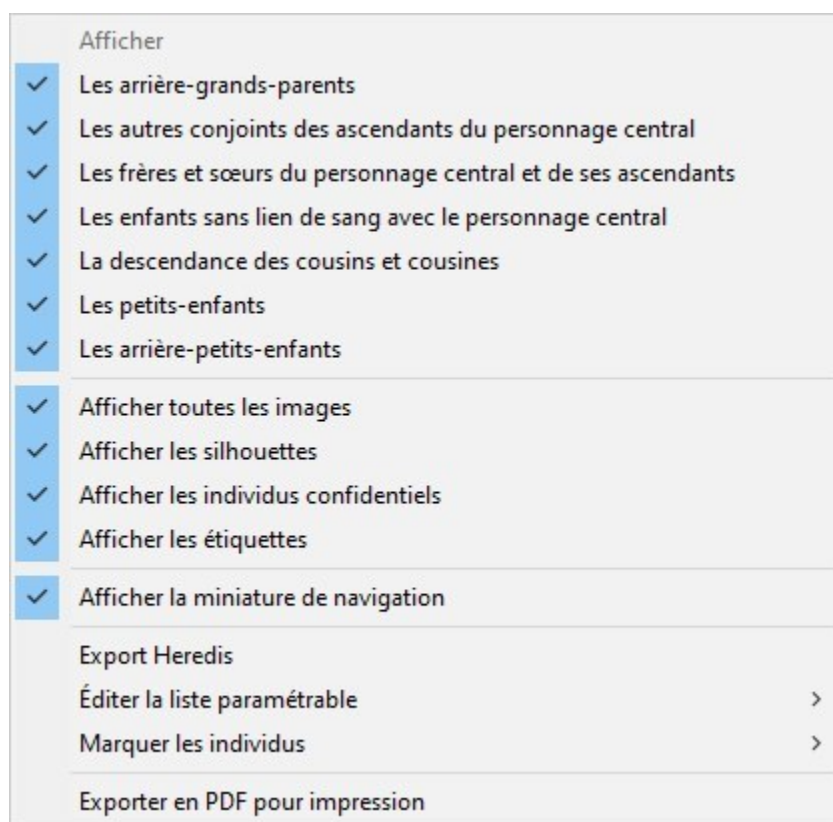 Afficher
Les arrière-grands-parents
Les autres conjoints des ascendants du personnage central
Les frères et sœurs du personnage central et de ses ascendants
Les enfants sans lien de sang avec le personnage central
La descendance des cousins et cousines
Les petits-enfants
Les arrière-petits-enfants
Afficher toutes les images
Afficher les silhouettes
Afficher les individus confidentiels
Afficher les étiquettes
Afficher la miniature de navigation
Export Heredis
Éditer la liste paramétrable
Marquer les individus
Exporter en PDF pour impression